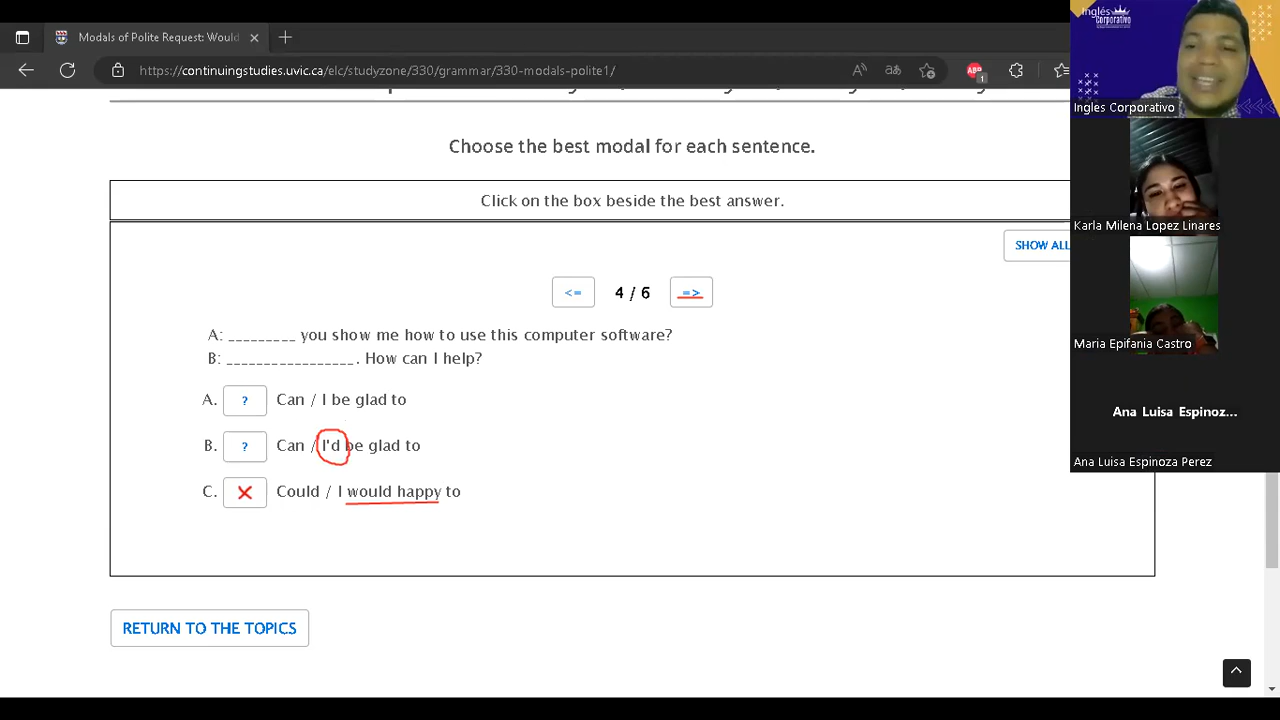 Modals of Polite Request: Would
https://continuingstudies.uvic.ca/elc/studyzone/330/grammar/330-modals-polite1/
ABP
1
Choose the best modal for each sentence.
Click on the box beside the best answer.
SHOW ALL
<= 4 / 6 =>
A: _________ you show me how to use this computer software?
B: ________________. How can I help?
A. ? Can / I be glad to
B. ? Can / I'd be glad to
C. Could / I would happy to
RETURN TO THE TOPICS
Inglés
Corporativo
Ingles Corporativo
Karla Milena Lopez Linares
Maria Epifania Castro
Ana Luisa Espinoz...
Ana Luisa Espinoza Perez